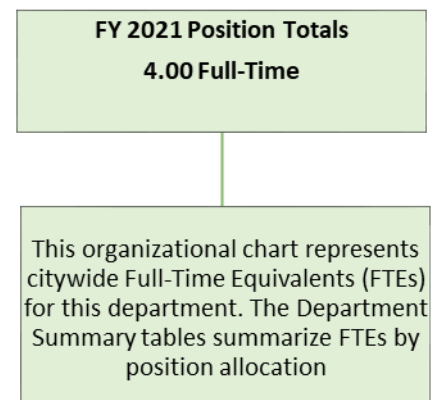 FY 2021 Position Totals
4.00 Full-Time
This organizational chart represents
citywide Full-Time Equivalents (FTEs)
for this department. The Department
Summary tables summarize FTEs by
position allocation